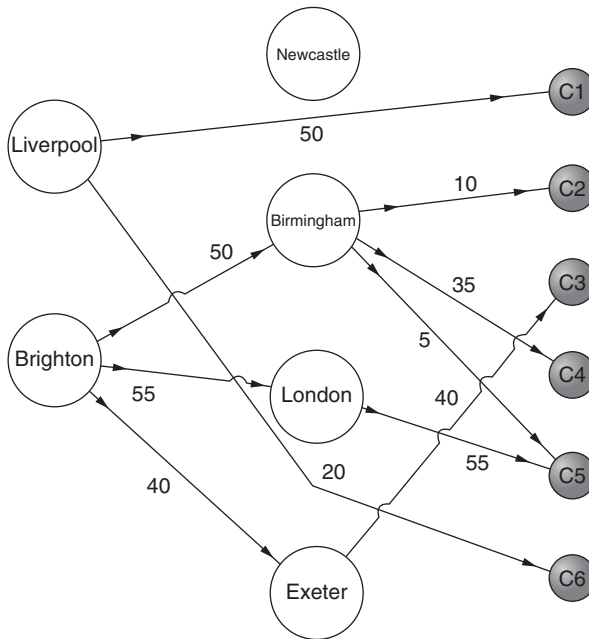 Newcastle
C1
Liverpool
50
10
C2
Birmingham
50
35
C3
5
Brighton
C4
55
London
40
55
C5
20
40
C6
Exeter